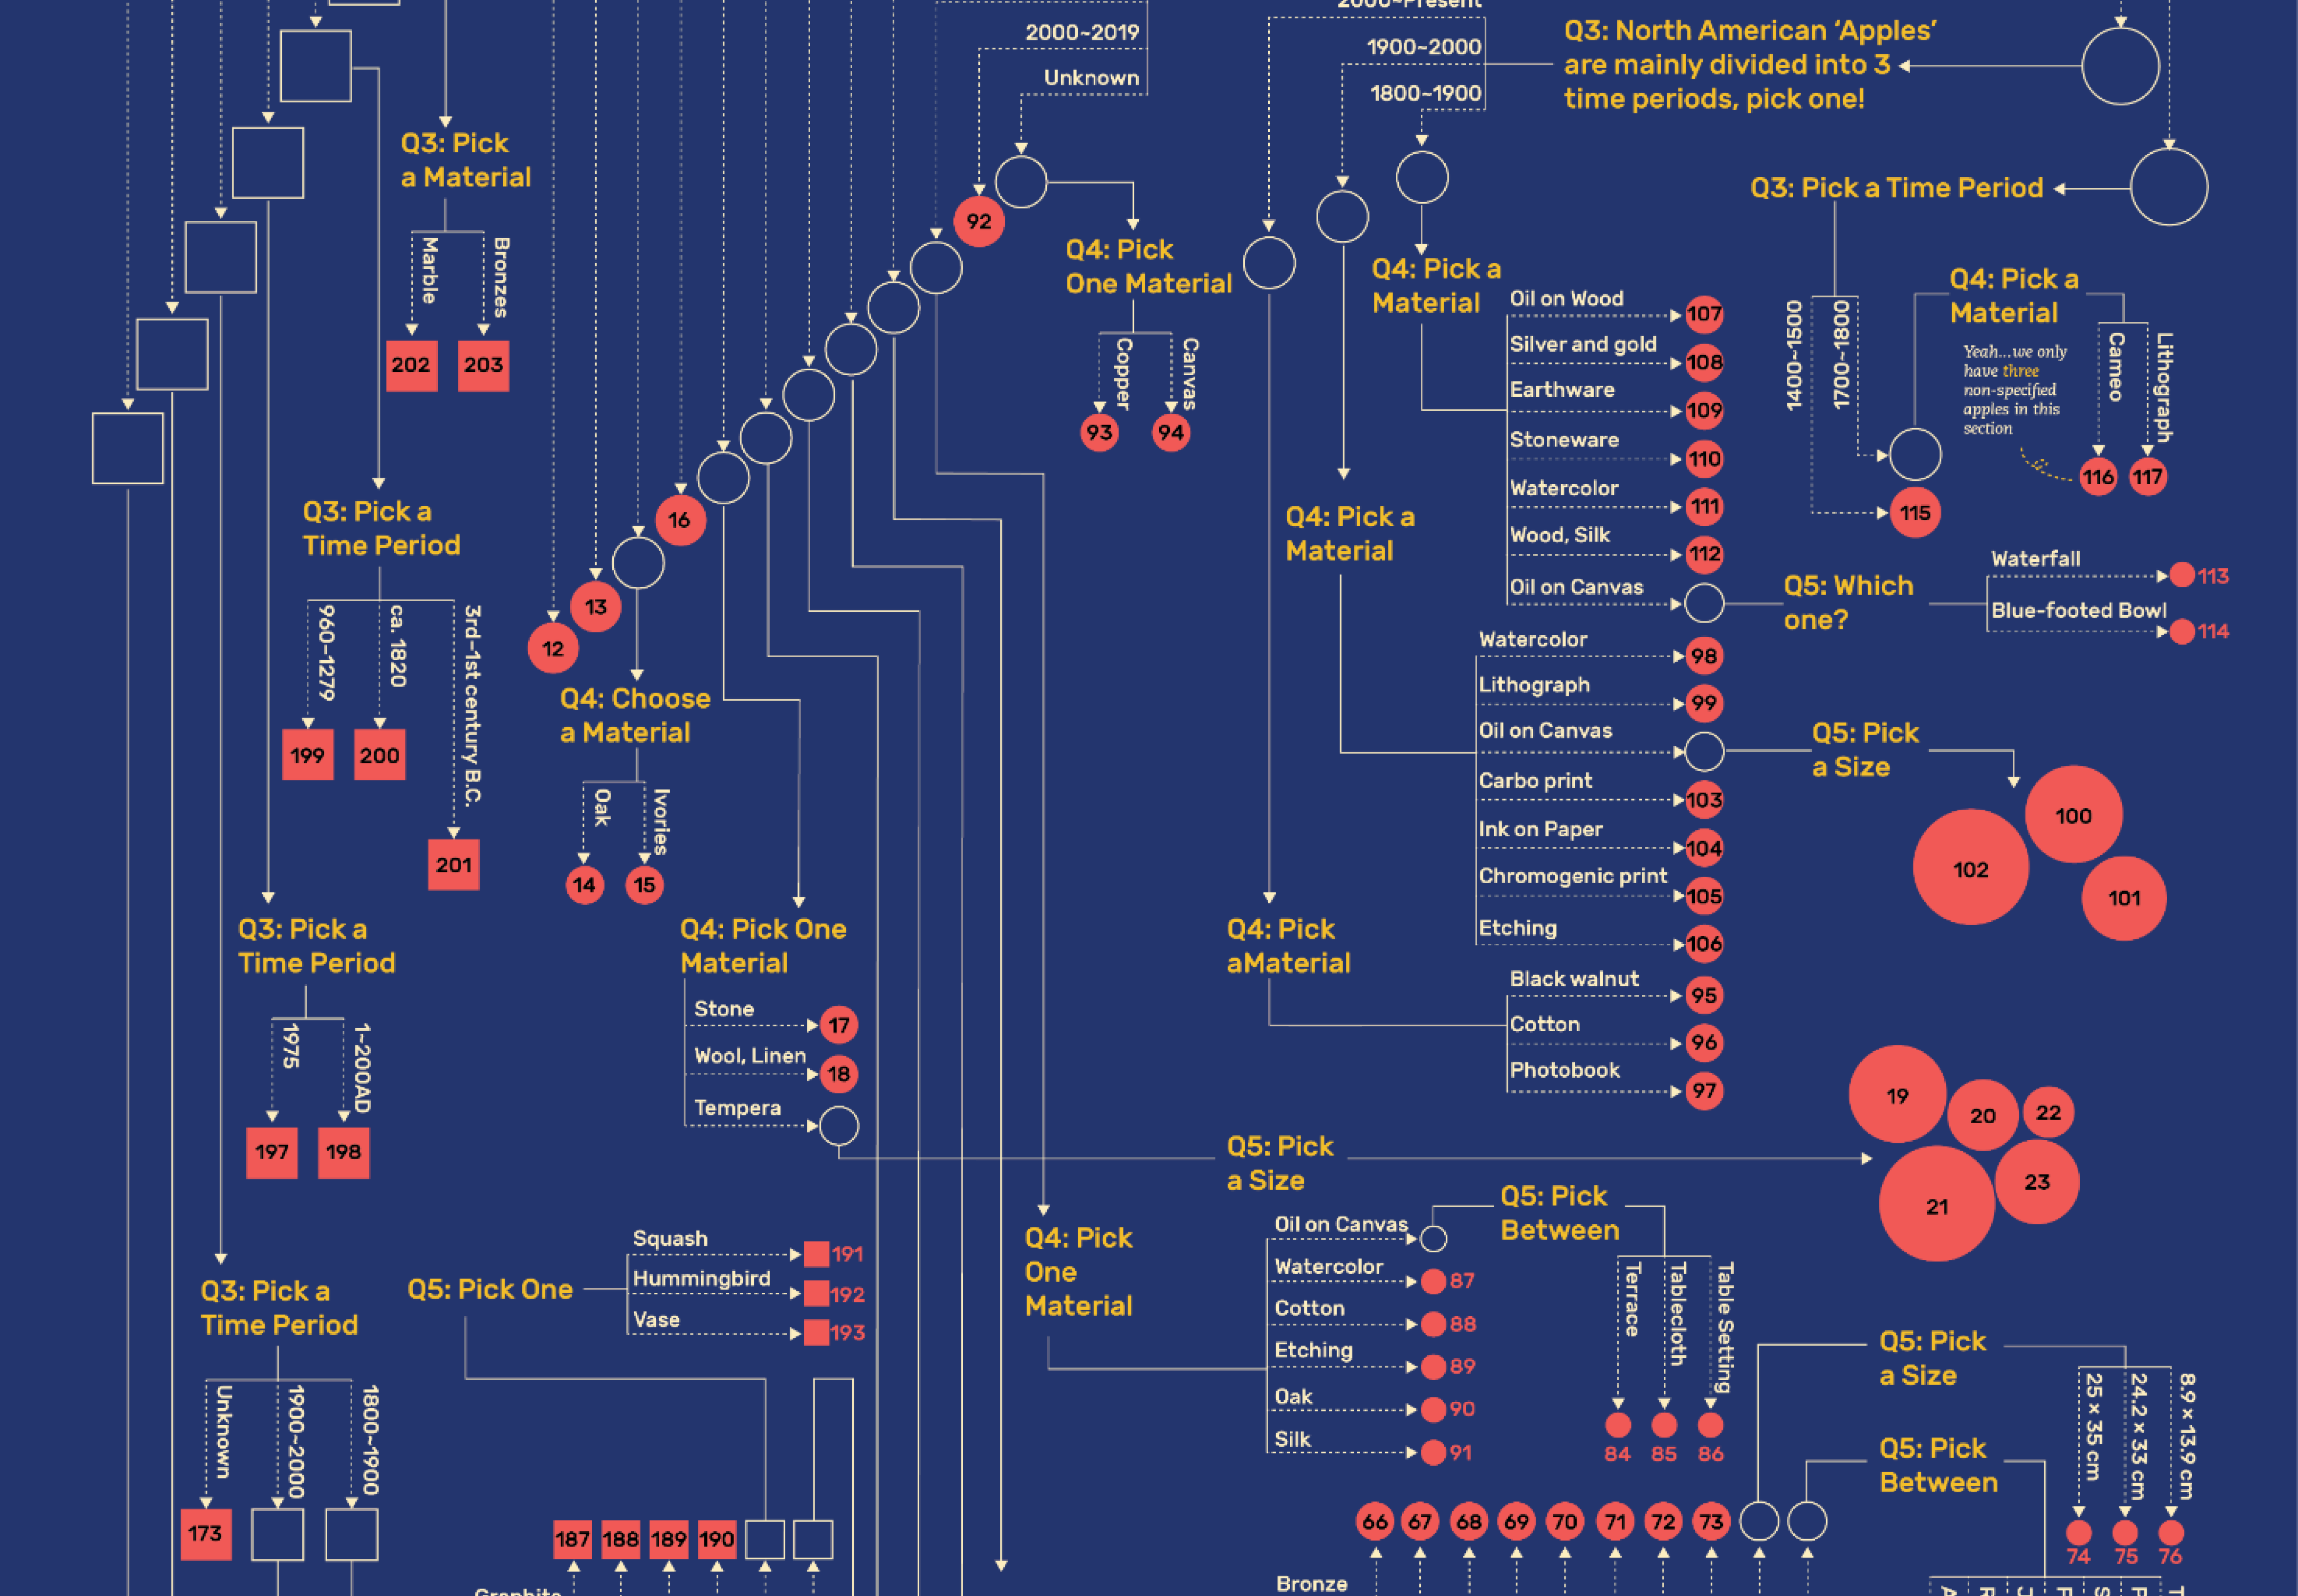 2000~2019
Unknown
2000~Present
1900~2000
1800~1900
Q3: North American ‘Apples’
are mainly divided into 3
time periods, pick one!
Q3: Pick
a Material
Marble
Bronzes
202
203
92
Q4: Pick
One Material
Copper
Canvas
93
94
Q3: Pick a Time Period
1400~1500
1700~1800
Q4: Pick a
Material
Yeah...we only
have three
non-specified
apples in this
section
Cameo
Lithograph
116
117
115
Q4: Pick a
Material
Oil on Wood
107
Silver and gold
108
Earthware
109
Stoneware
110
Watercolor
111
Wood, Silk
112
Oil on Canvas
Q5: Which
one?
Waterfall
113
Blue-footed Bowl
114
Q4: Pick a
Material
Watercolor
98
Lithograph
99
Oil on Canvas
Q5: Pick
a Size
100
102
101
Carbo print
103
Ink on Paper
104
Chromogenic print
105
Etching
106
Q4: Pick
aMaterial
Black walnut
95
Cotton
96
Photobook
97
Q3: Pick a
Time Period
960–1279
ca. 1820
3rd–1st century B.C.
199
200
201
16
13
12
Q4: Choose
a Material
Oak
Ivories
14
15
Q4: Pick One
Material
Stone
17
Wool, Linen
18
Tempera
Q5: Pick
a Size
19
20
22
21
23
Q3: Pick a
Time Period
1975
1~200AD
197
198
Q3: Pick a
Time Period
Unknown
1900~2000
1800~1900
173
Q5: Pick One
Squash
191
Hummingbird
192
Vase
193
187
188
189
190
Graphite
Q4: Pick
One
Material
Oil on Canvas
Watercolor
87
Cotton
88
Etching
89
Oak
90
Silk
91
Q5: Pick
Between
Terrace
Tablecloth
Table Setting
84
85
86
Q5: Pick
a Size
25 × 35 cm
24.2 × 33 cm
8.9 × 13.9 cm
74
75
76
Q5: Pick
Between
66
67
68
69
70
71
72
73
Bronze